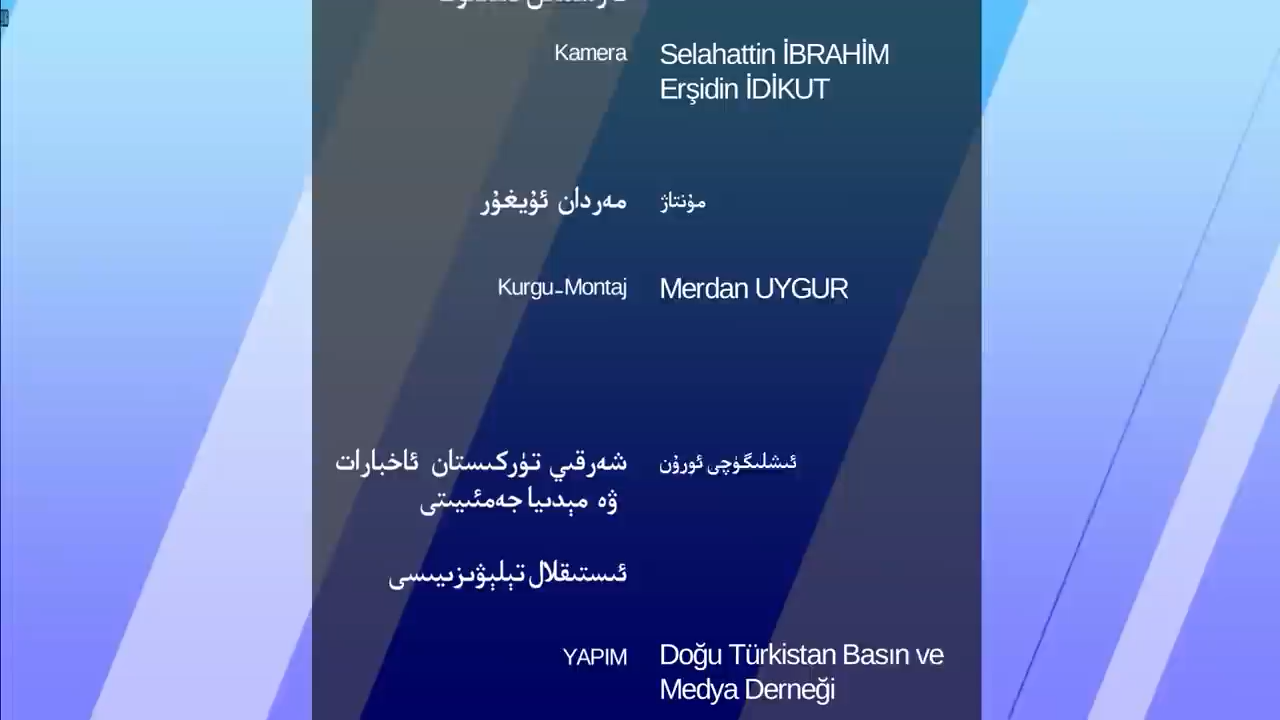 Kamera Selahattin İBRAHİM
Erşidin İDİKUT
مۇنتاژ مەردان ئۇيغۇر
Kurgu-Montaj Merdan UYGUR
ئىشلىگۈچى ئورۇن شەرقىي تۈركىستان ئاخبارات
ۋە مېدىيا جەمئىيىتى
ئىستىقلال تېلېۋىزىيىسى
YAPIM Doğu Türkistan Basın ve
Medya Derneği